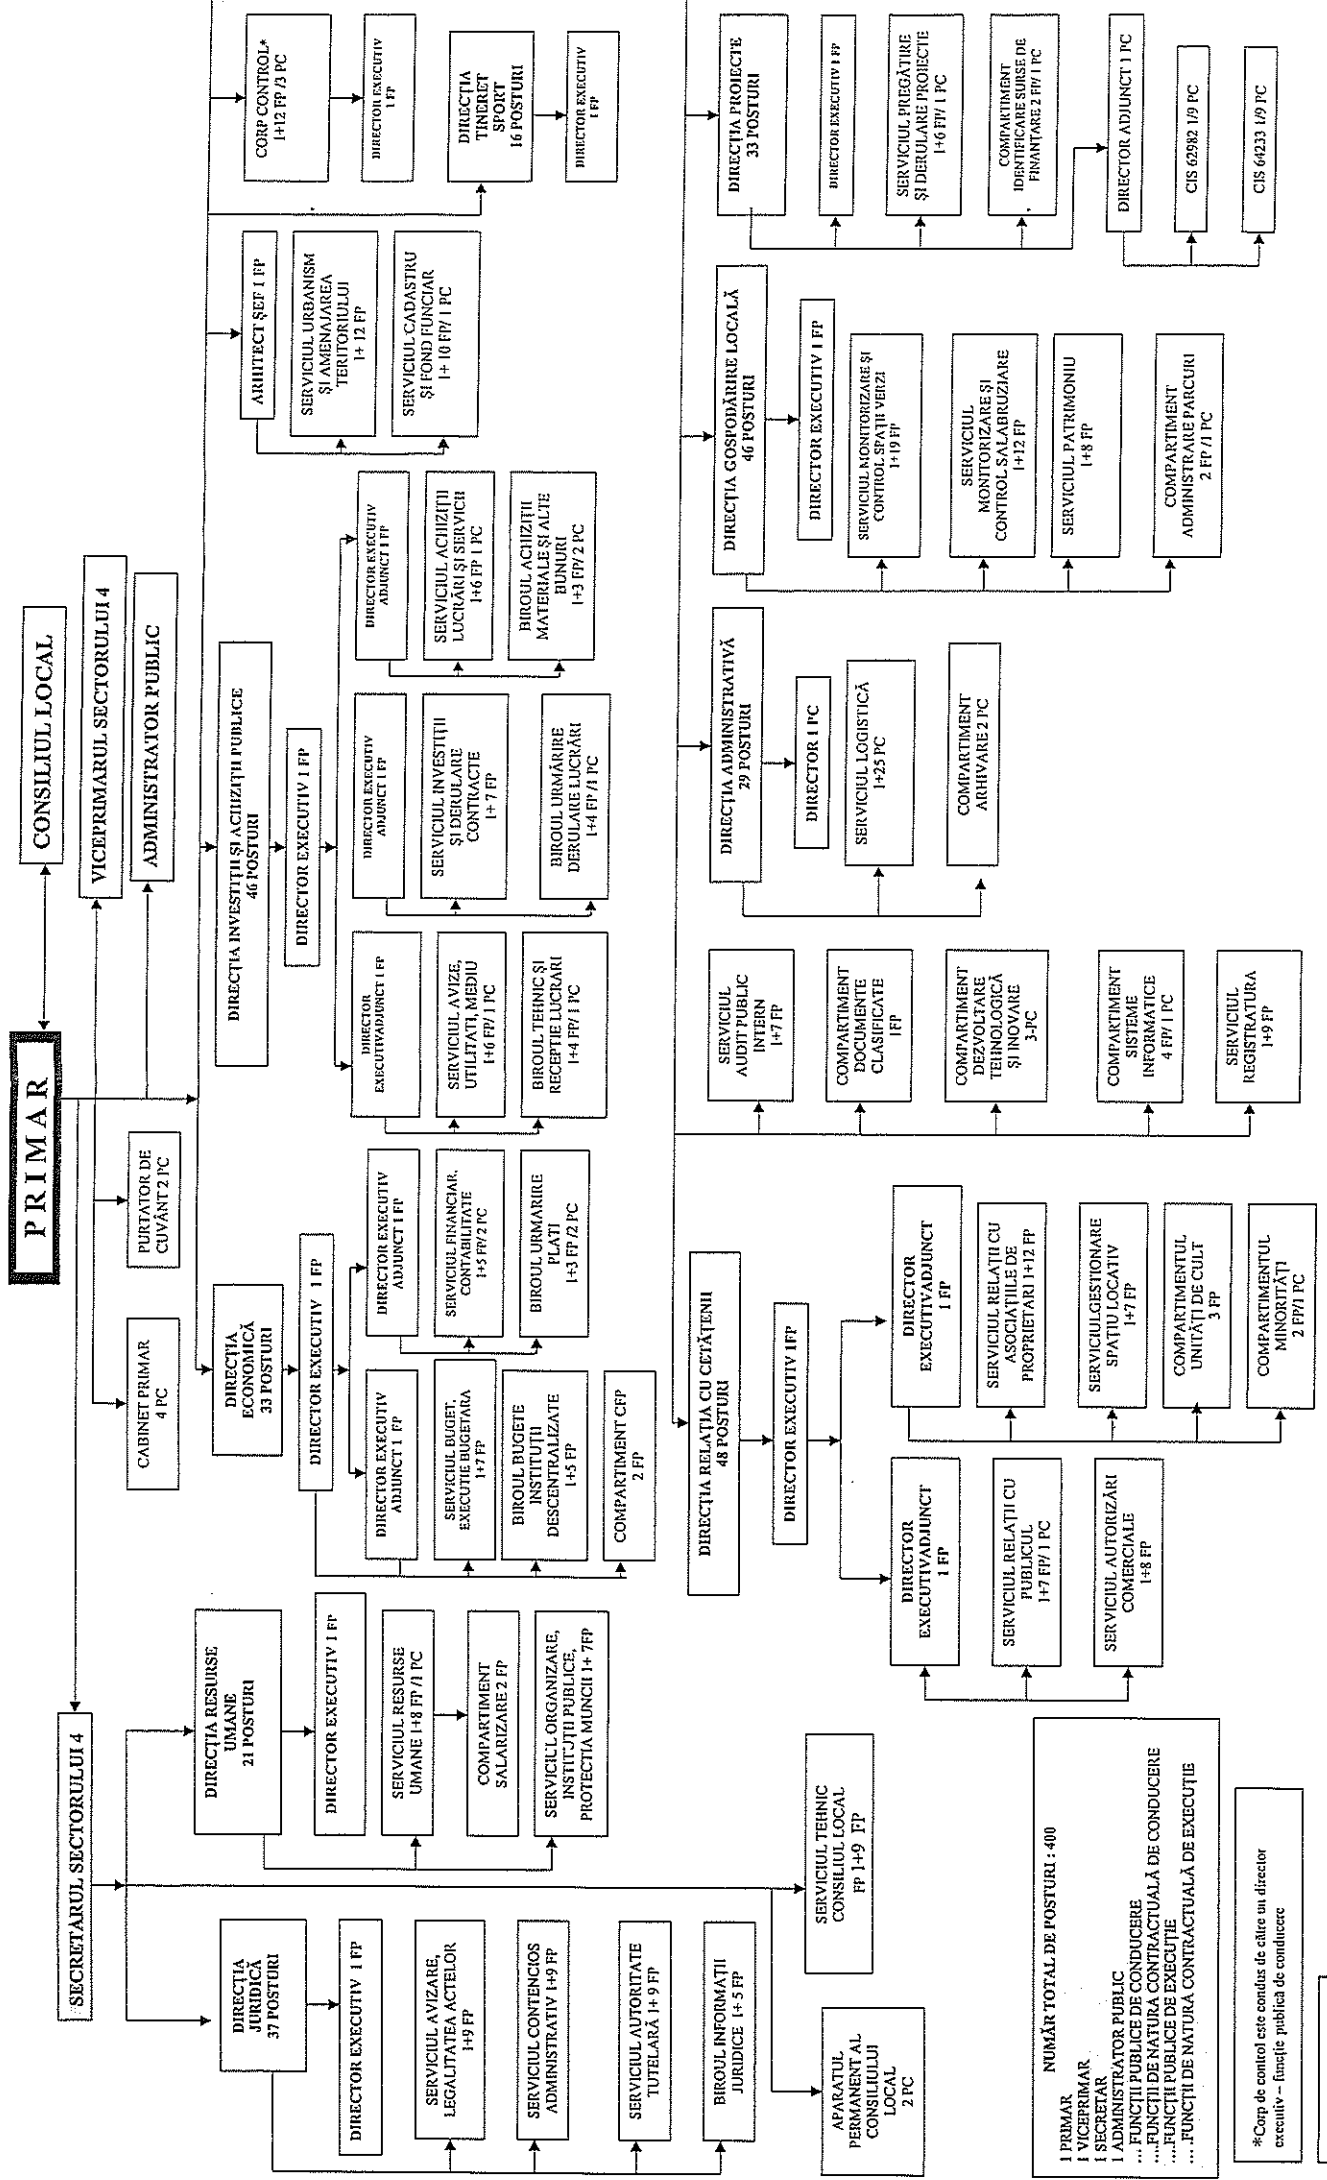 PRIMAR
CONSILIUL LOCAL
VICEPRIMARUL SECTORULUI 4
ADMINISTRATOR PUBLIC
SECRETARUL SECTORULUI 4
CABINET PRIMAR
4 PC
PURTATOR DE
CUVÂNT 2 PC
DIRECȚIA
JURIDICĂ
37 POSTURI
DIRECTOR EXECUTIV 1 FP
SERVICIUL AVIZARE,
LEGALITATEA ACTELOR
1+9 FP
SERVICIUL CONTENCIOS
ADMINISTRATIV 1+9 FP
SERVICIUL AUTORITATE
TUTELARĂ 1+ 9 FP
BIROUL INFORMAȚII
JURIDICE 1+ 5 FP
DIRECȚIA RESURSE
UMANE
21 POSTURI
DIRECTOR EXECUTIV 1 FP
SERVICIUL RESURSE
UMANE 1+8 FP /1 PC
COMPARTIMENT
SALARIZARE 2 FP
SERVICIUL ORGANIZARE,
INSTITUȚII PUBLICE,
PROTECTIA MUNCII 1+ 7FP
APARATUL
PERMANENT AL
CONSILIULUI
LOCAL
2 PC
SERVICIUL TEHNIC
CONSILIUL LOCAL
FP 1+9 FP
DIRECȚIA
ECONOMICĂ
33 POSTURI
DIRECTOR EXECUTIV 1 FP
DIRECTOR EXECUTIV
ADJUNCT 1 FP
SERVICIUL BUGET,
EXECUTIE BUGETARA
1+7 FP
BIROUL BUGETE
INSTITUȚII
DESCENTRALIZATE
1+5 FP
COMPARTIMENT CFP
2 FP
DIRECTOR EXECUTIV
ADJUNCT 1 FP
SERVICIUL FINANCIAR,
CONTABILITATE
1+5 FP/2 PC
BIROUL URMARIRE
PLATI
1+3 FP /2 PC
DIRECȚIA INVESTIȚII ȘI ACHIZIȚII PUBLICE
46 POSTURI
DIRECTOR EXECUTIV 1 FP
DIRECTOR
EXECUTIVADJUNCT 1 FP
SERVICIUL AVIZE,
UTILITATI, MEDIU
1+6 FP/ 1 PC
BIROUL TEHNIC ȘI
RECEPTIE LUCRARI
1+4 FP/ 1 PC
DIRECTOR EXECUTIV
ADJUNCT 1 FP
SERVICIUL INVESTIȚII
ȘI DERULARE
CONTRACTE
1+ 7 FP
BIROUL URMĂRIRE
DERULARE LUCRĂRI
1+4 FP /1 PC
DIRECTOR EXECUTIV
ADJUNCT 1 FP
SERVICIUL ACHIZIȚII
LUCRĂRI ȘI SERVICII
1+6 FP 1 PC
BIROUL ACHIZIȚII
MATERIALE ȘI ALTE
BUNURI
1+3 FP/ 2 PC
ARHITECT ȘEF 1 FP
SERVICIUL URBANISM
ȘI AMENAJAREA
TERITORIULUI
1+ 12 FP
SERVICIUL CADASTRU
ȘI FOND FUNCIAR
1+ 10 FP/ 1 PC
CORP CONTROL*
1+12 FP /3 PC
DIRECTOR EXECUTIV
1 FP
DIRECȚIA
TINERET
SPORT
16 POSTURI
DIRECTOR EXECUTIV
1 FP
DIRECȚIA RELAȚIA CU CETĂȚENII
48 POSTURI
DIRECTOR EXECUTIV 1FP
DIRECTOR
EXECUTIVADJUNCT
1 FP
SERVICIUL RELAȚII CU
PUBLICUL
1+7 FP/ 1 PC
SERVICIUL AUTORIZĂRI
COMERCIALE
1+8 FP
DIRECTOR
EXECUTIVADJUNCT
1 FP
SERVICIUL RELAȚII CU
ASOCIAȚIILE DE
PROPRIETARI 1+12 FP
SERVICIULGESTIONARE
SPAȚIU LOCATIV
1+7 FP
COMPARTIMENTUL
UNITĂȚI DE CULT
3 FP
COMPARTIMENTUL
MINORITĂȚI
2 FP/1 PC
SERVICIUL
AUDIT PUBLIC
INTERN
1+7 FP
COMPARTIMENT
DOCUMENTE
CLASIFICATE
1FP
COMPARTIMENT
DEZVOLTARE
TEHNOLOGICĂ
ȘI INOVARE
3-PC
COMPARTIMENT
SISTEME
INFORMATICE
4 FP/ 1 PC
SERVICIUL
REGISTRATURA
1+9 FP
DIRECȚIA ADMINISTRATIVĂ
29 POSTURI
DIRECTOR 1 PC
SERVICIUL LOGISTICĂ
1+25 PC
COMPARTIMENT
ARHIVARE 2 PC
DIRECȚIA GOSPODĂRIRE LOCALĂ
46 POSTURI
DIRECTOR EXECUTIV 1 FP
SERVICIUL MONITORIZARE ȘI
CONTROL SPAȚII VERZI
1+19 FP
SERVICIUL
MONITORIZARE ȘI
CONTROL SALABRUZIARE
1+12 FP
SERVICIUL PATRIMONIU
1+8 FP
COMPARTIMENT
ADMINISTRARE PARCURI
2 FP /1 PC
DIRECȚIA PROIECTE
33 POSTURI
DIRECTOR EXECUTIV 1 FP
SERVICIUL PREGĂTIRE
ȘI DERULARE PROIECTE
1+6 FP/ 1 PC
COMPARTIMENT
IDENTIFICARE SURSE DE
FINANȚARE 2 FP/ 1 PC
DIRECTOR ADJUNCT 1 PC
CIS 62982 1/9 PC
CIS 64233 1/9 PC
NUMĂR TOTAL DE POSTURI : 400
1 PRIMAR
1 VICEPRIMAR
1 SECRETAR
1 ADMINISTRATOR PUBLIC
... FUNCȚII PUBLICE DE CONDUCERE
....FUNCȚII DE NATURA CONTRACTUALĂ DE CONDUCERE
....FUNCȚII PUBLICE DE EXECUȚIE
.... FUNCȚII DE NATURĂ CONTRACTUALĂ DE EXECUTIE
*Corp de control este condus de către un director
executiv – funcție publică de conducere